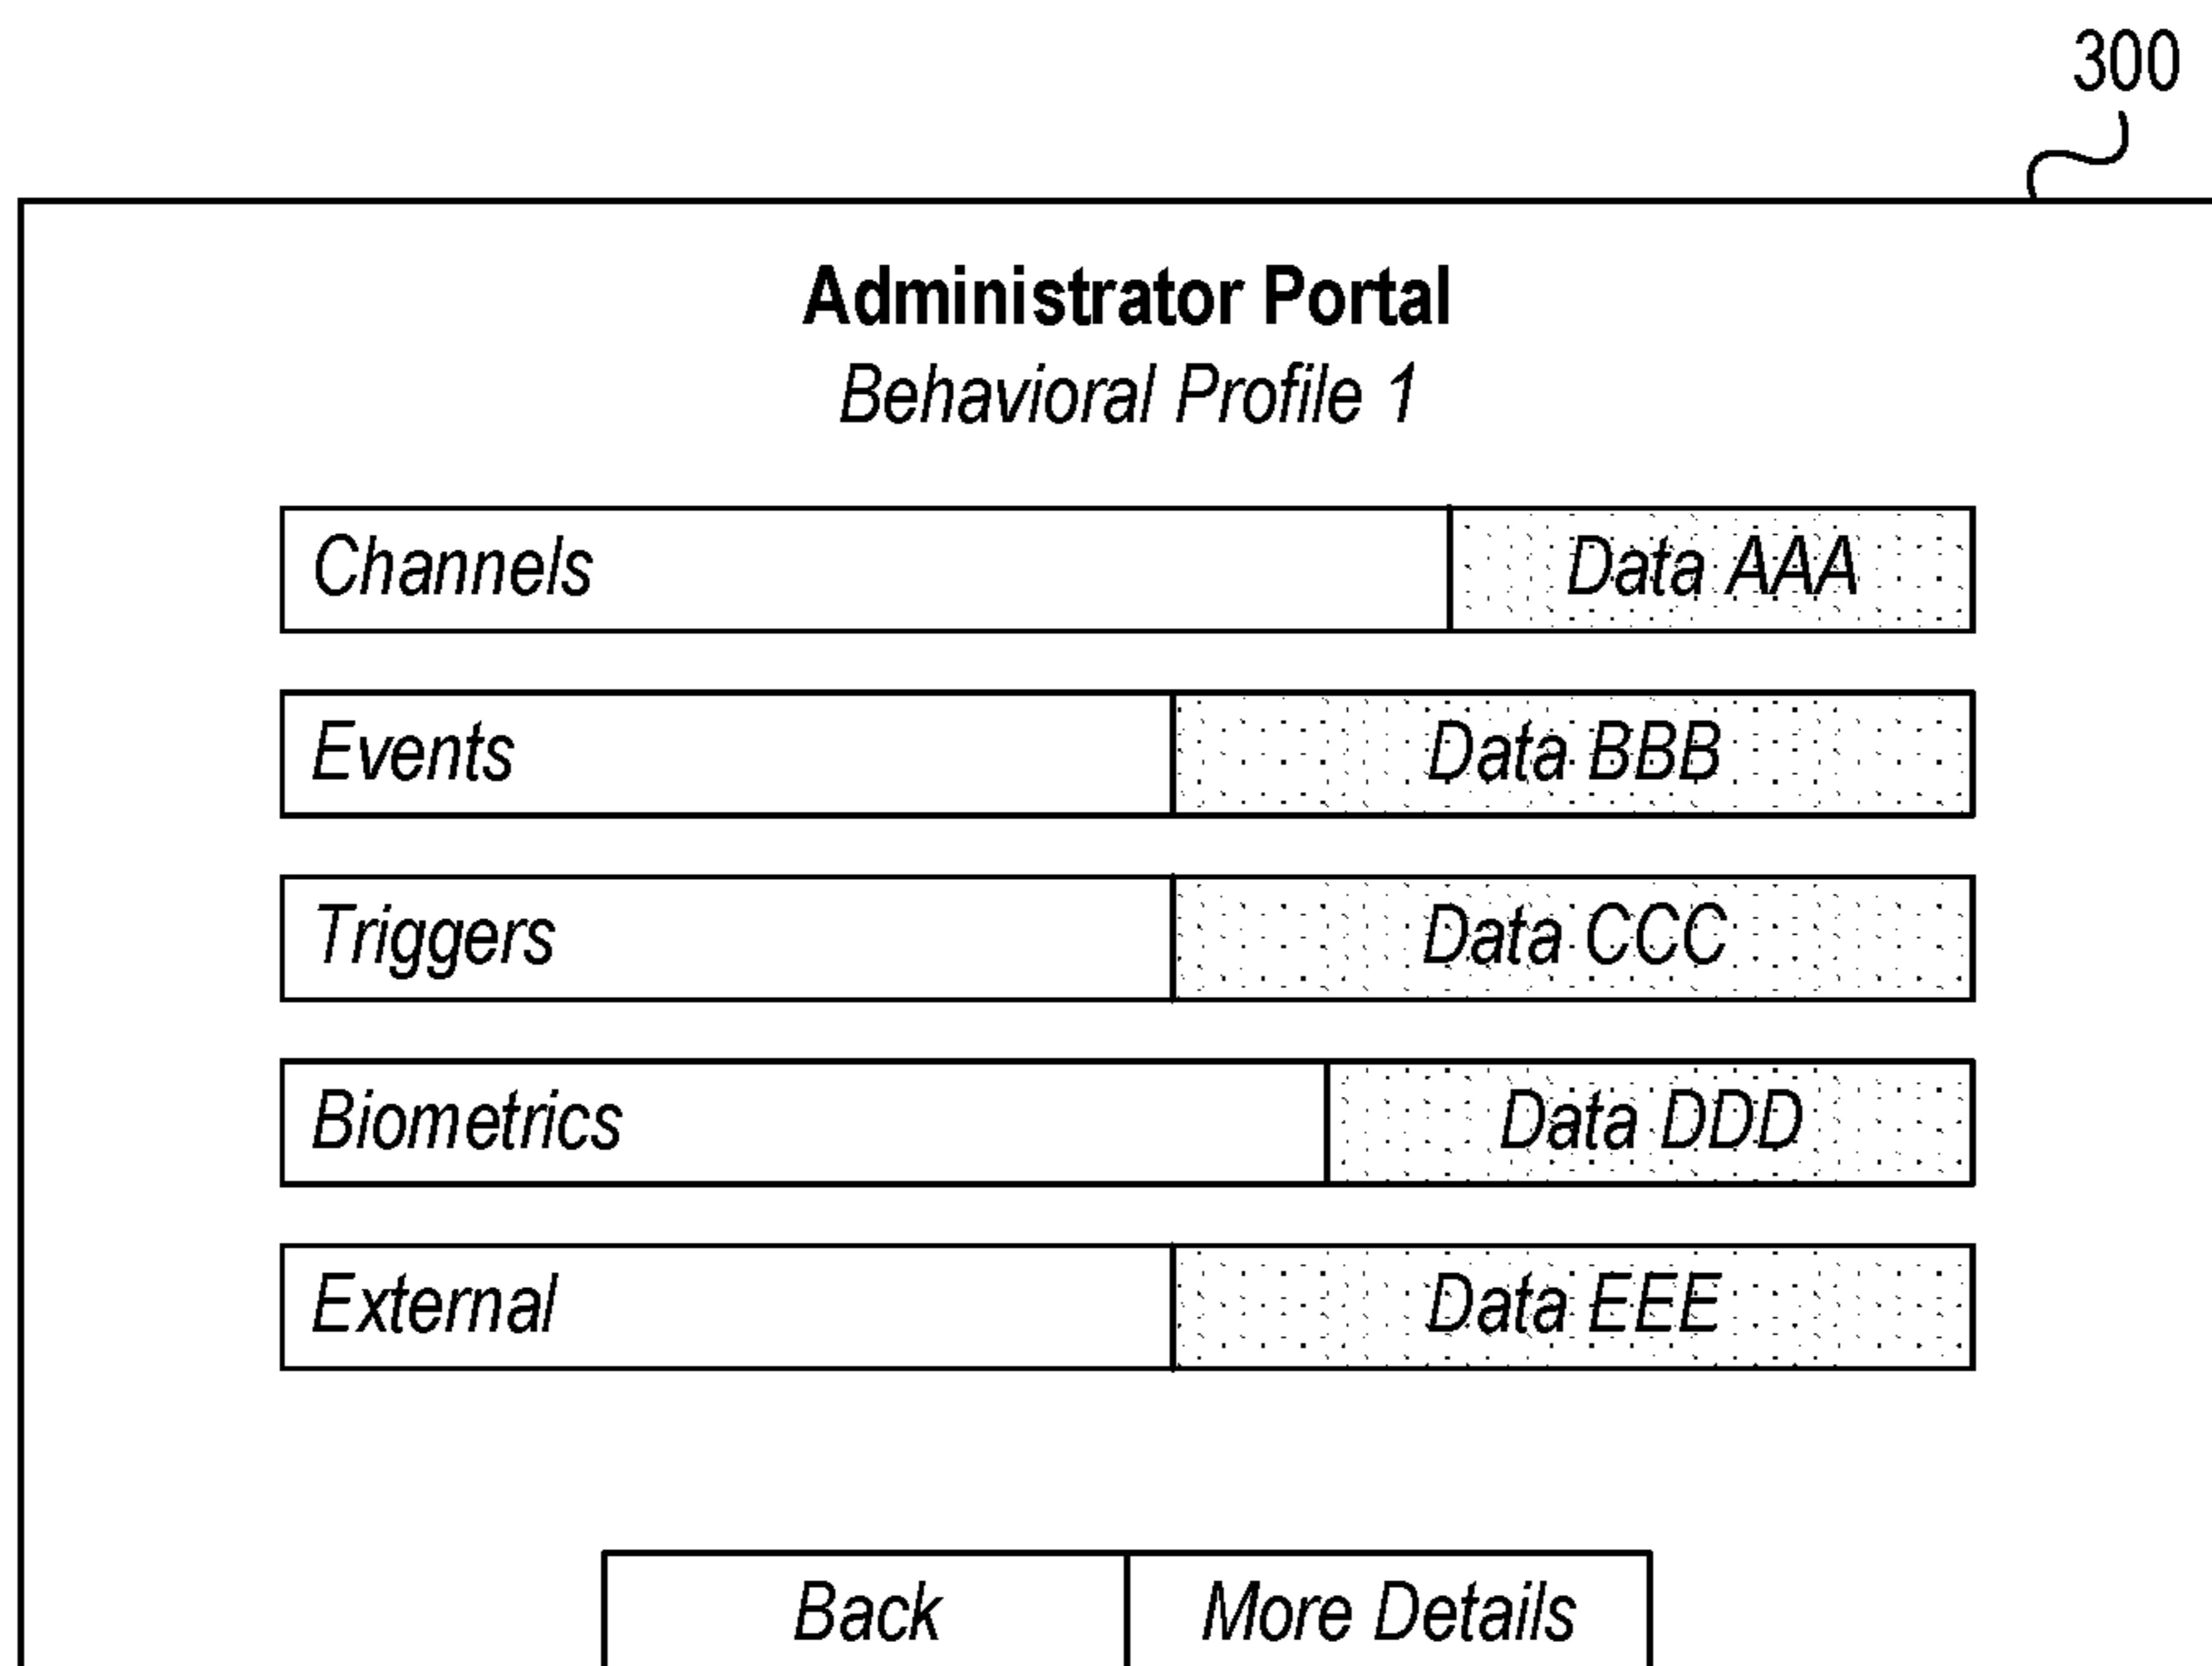 300
Administrator Portal
Behavioral Profile 1
Channels Data AAA
Events Data BBB
Triggers Data CCC
Biometrics Data DDD
External Data EEE
Back More Details